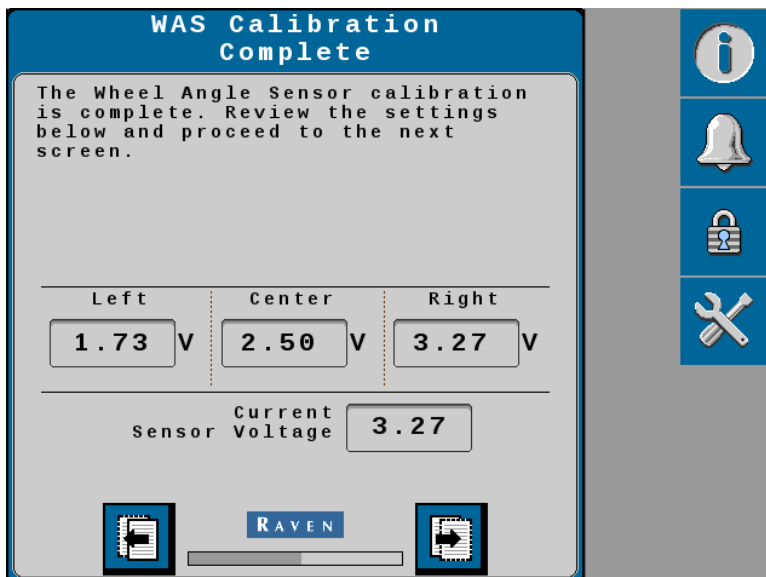 WAS Calibration
Complete
The Wheel Angle Sensor calibration
is complete. Review the settings
below and proceed to the next
screen.
Left Center Right
1.73 V 2.50 V 3.27 V
Current
Sensor Voltage 3.27
RAVEN